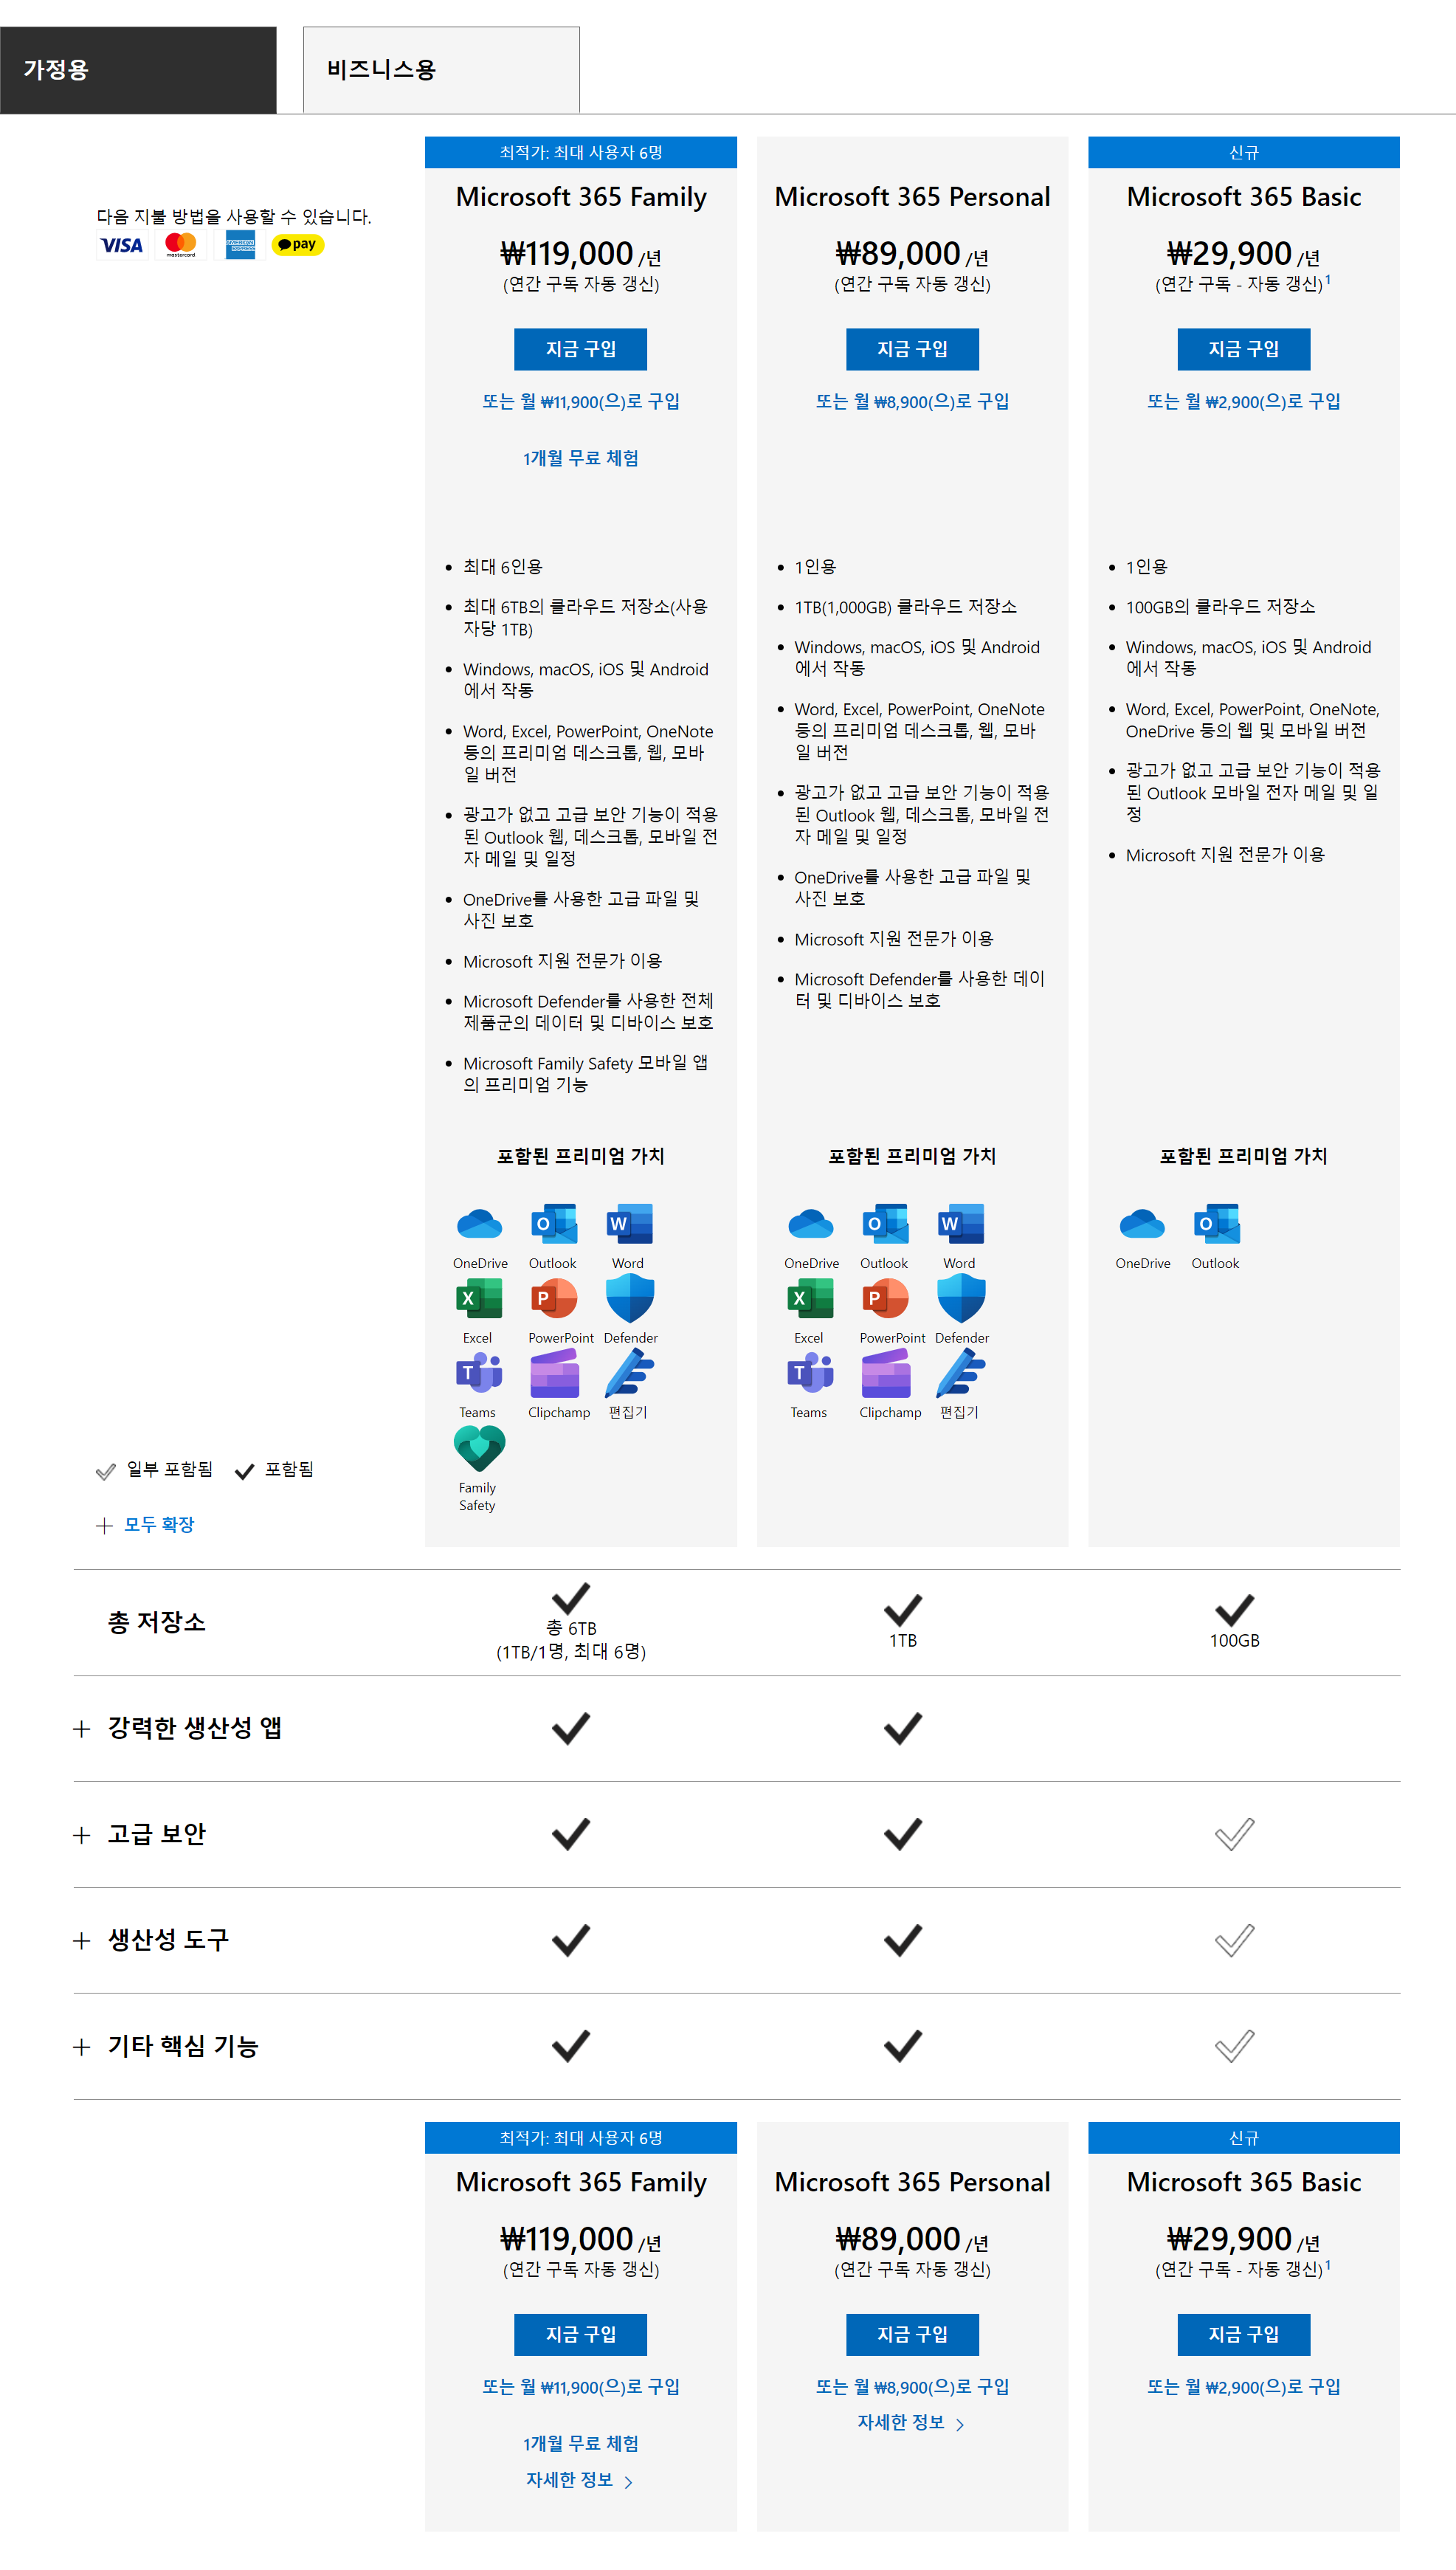 가정용
비즈니스용
다음 지불 방법을 사용할 수 있습니다.
VISA
mastercard
AMERICAN EXPRESS
pay
최적가: 최대 사용자 6명
Microsoft 365 Family
₩119,000 /년
(연간 구독 자동 갱신)
지금 구입
또는 월 ₩11,900(으)로 구입
1개월 무료 체험
최대 6인용
최대 6TB의 클라우드 저장소(사용
자당 1TB)
Windows, macOS, iOS 및 Android
에서 작동
Word, Excel, PowerPoint, OneNote
등의 프리미엄 데스크톱, 웹, 모바
일 버전
광고가 없고 고급 보안 기능이 적용
된 Outlook 웹, 데스크톱, 모바일 전
자 메일 및 일정
OneDrive를 사용한 고급 파일 및
사진 보호
Microsoft 지원 전문가 이용
Microsoft Defender를 사용한 전체
제품군의 데이터 및 디바이스 보호
Microsoft Family Safety 모바일 앱
의 프리미엄 기능
포함된 프리미엄 가치
OneDrive Outlook Word
Excel PowerPoint Defender
Teams Clipchamp 편집기
Family
Safety
Microsoft 365 Personal
₩89,000 /년
(연간 구독 자동 갱신)
지금 구입
또는 월 ₩8,900(으)로 구입
1인용
1TB(1,000GB) 클라우드 저장소
Windows, macOS, iOS 및 Android
에서 작동
Word, Excel, PowerPoint, OneNote
등의 프리미엄 데스크톱, 웹, 모바
일 버전
광고가 없고 고급 보안 기능이 적용
된 Outlook 웹, 데스크톱, 모바일 전
자 메일 및 일정
OneDrive를 사용한 고급 파일 및
사진 보호
Microsoft 지원 전문가 이용
Microsoft Defender를 사용한 데이
터 및 디바이스 보호
포함된 프리미엄 가치
OneDrive Outlook Word
Excel PowerPoint Defender
Teams Clipchamp 편집기
신규
Microsoft 365 Basic
₩29,900 /년
(연간 구독 - 자동 갱신)1
지금 구입
또는 월 ₩2,900(으)로 구입
1인용
100GB의 클라우드 저장소
Windows, macOS, iOS 및 Android
에서 작동
Word, Excel, PowerPoint, OneNote,
OneDrive 등의 웹 및 모바일 버전
광고가 없고 고급 보안 기능이 적용
된 Outlook 모바일 전자 메일 및 일
정
Microsoft 지원 전문가 이용
포함된 프리미엄 가치
OneDrive Outlook
일부 포함됨 포함됨
모두 확장
총 저장소
총 6TB
(1TB/1명, 최대 6명)
1TB
100GB
강력한 생산성 앱
고급 보안
생산성 도구
기타 핵심 기능
최적가: 최대 사용자 6명
Microsoft 365 Family
₩119,000 /년
(연간 구독 자동 갱신)
지금 구입
또는 월 ₩11,900(으)로 구입
1개월 무료 체험
자세한 정보
Microsoft 365 Personal
₩89,000 /년
(연간 구독 자동 갱신)
지금 구입
또는 월 ₩8,900(으)로 구입
자세한 정보
신규
Microsoft 365 Basic
₩29,900 /년
(연간 구독 - 자동 갱신)1
지금 구입
또는 월 ₩2,900(으)로 구입